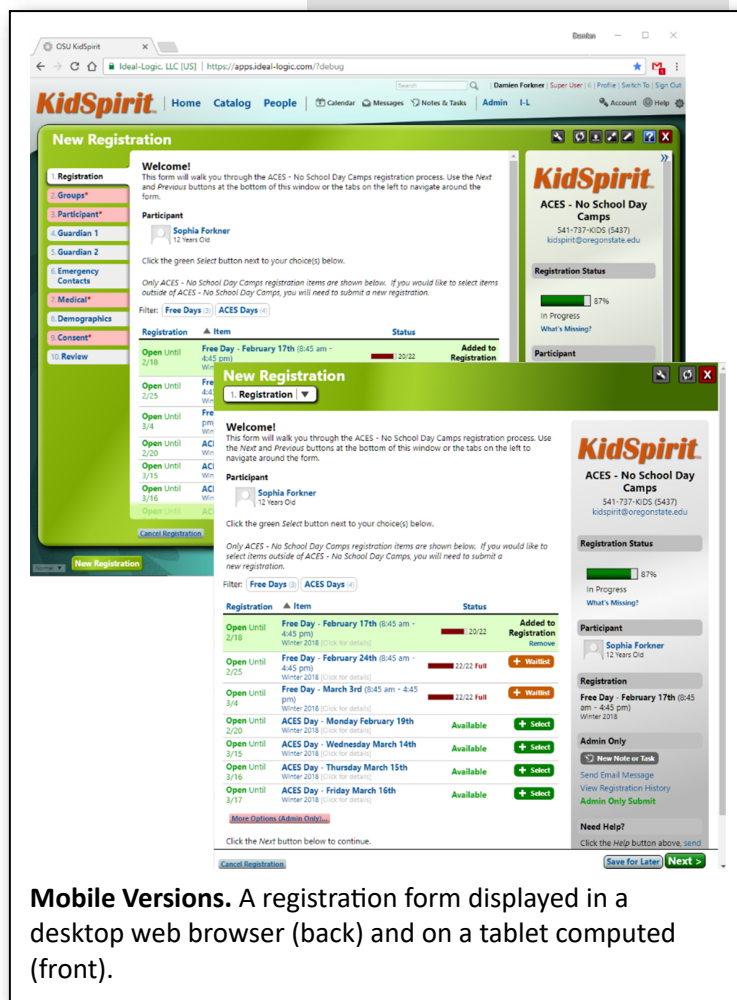 Damien
OSU KidSpirit
Ideal-Logic, LLC [US] | https://apps.ideal-logic.com/?debug
Search
Damien Forkner | Super User | 6 | Profile | Switch To | Sign Out
KidSpirit
Home Catalog People Calendar Messages Notes & Tasks Admin I-L
Account Help
New Registration
1. Registration
2. Groups*
3. Participant*
4. Guardian 1
5. Guardian 2
6. Emergency
Contacts
7. Medical*
8. Demographics
9. Consent*
10. Review
Welcome!
This form will walk you through the ACES - No School Day Camps registration process. Use the Next
and Previous buttons at the bottom of this window or the tabs on the left to navigate around the
form.
Participant
Sophia Forkner
12 Years Old
Click the green Select button next to your choice(s) below.
Only ACES - No School Day Camps registration items are shown below. If you would like to select items
outside of ACES - No School Day Camps, you will need to submit a new registration.
Filter: Free Days (3) ACES Days (4)
Registration ▲ Item Status
Open Until
2/18
Free Day - February 17th (8:45 am -
4:45 pm)
20/22
Added to
Registration
Open Until
2/25
Open Until
3/4
Open Until
2/20
Open Until
3/15
Open Until
3/16
Open Until
Cancel Registration
Normal ▼
New Registration
KidSpirit
ACES - No School Day
Camps
541-737-KIDS (5437)
kidspirit@oregonstate.edu
Registration Status
87%
In Progress
What's Missing?
Participant
New Registration
1. Registration | ▼
Welcome!
This form will walk you through the ACES - No School Day Camps registration process. Use
the Next and Previous buttons at the bottom of this window or the tabs on the left to
navigate around the form.
Participant
Sophia Forkner
12 Years Old
Click the green Select button next to your choice(s) below.
Only ACES - No School Day Camps registration items are shown below. If you would like to
select items outside of ACES - No School Day Camps, you will need to submit a
new registration.
Filter: Free Days (3) ACES Days (4)
Registration ▲ Item Status
Open Until
2/18
Free Day - February 17th (8:45 am -
4:45 pm)
Winter 2018 [Click for details]
20/22
Added to
Registration
Remove
Open Until
2/25
Free Day - February 24th (8:45 am -
4:45 pm)
Winter 2018 [Click for details]
22/22 Full
+ Waitlist
Open Until
3/4
Free Day - March 3rd (8:45 am - 4:45
pm)
Winter 2018 [Click for details]
22/22 Full
+ Waitlist
Open Until
2/20
ACES Day - Monday February 19th
Winter 2018 [Click for details]
Available
+ Select
Open Until
3/15
ACES Day - Wednesday March 14th
Winter 2018 [Click for details]
Available
+ Select
Open Until
3/16
ACES Day - Thursday March 15th
Winter 2018 [Click for details]
Available
+ Select
Open Until
3/17
ACES Day - Friday March 16th
Winter 2018 [Click for details]
Available
+ Select
More Options (Admin Only)...
Click the Next button below to continue.
Cancel Registration
KidSpirit
ACES - No School Day
Camps
541-737-KIDS (5437)
kidspirit@oregonstate.edu
Registration Status
87%
In Progress
What's Missing?
Participant
Sophia Forkner
12 Years Old
Registration
Free Day - February 17th (8:45
am - 4:45 pm)
Winter 2018
Admin Only
New Note or Task
Send Email Message
View Registration History
Admin Only Submit
Need Help?
Click the Help button above, send
Save for Later
Next >
Mobile Versions. A registration form displayed in a
desktop web browser (back) and on a tablet computed
(front).